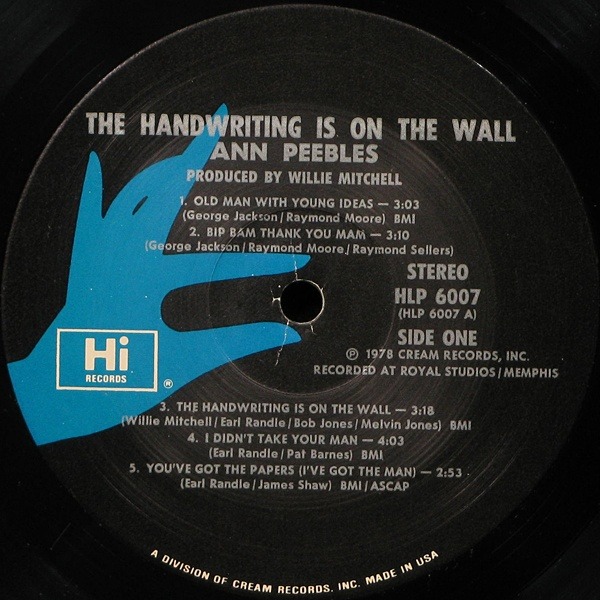 THE HANDWRITING IS ON THE WALL
ANN PEEBLES
PRODUCED BY WILLIE MITCHELL
1. OLD MAN WITH YOUNG IDEAS — 3:03
(George Jackson/Raymond Moore) BMI
2. BIP BAM THANK YOU MAM — 3:10
(George Jackson/Raymond Moore/Raymond Sellers)
STEREO
HLP 6007
(HLP 6007 A)
SIDE ONE
Ⓟ 1978 CREAM RECORDS, INC.
RECORDED AT ROYAL STUDIOS/MEMPHIS
Hi
RECORDS
®
3. THE HANDWRITING IS ON THE WALL — 3:18
(Willie Mitchell/Earl Randle/Bob Jones/Melvin Jones) BMI
4. I DIDN'T TAKE YOUR MAN — 4:03
(Earl Randle/Pat Barnes) BMI
5. YOU'VE GOT THE PAPERS (I'VE GOT THE MAN) — 2:53
(Earl Randle/James Shaw) BMI/ASCAP
A DIVISION OF CREAM RECORDS, INC. MADE IN USA